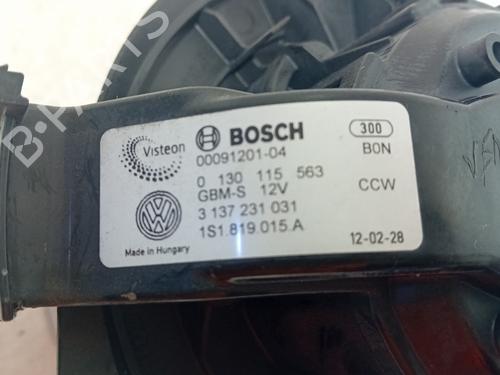 Visteon BOSCH 300
00091201-04 B0N
0 130 115 563
GBM-S 12V CCW
3 137 231 031
Made in Hungary 1S1.819.015.A 12-02-28
B-PARTS